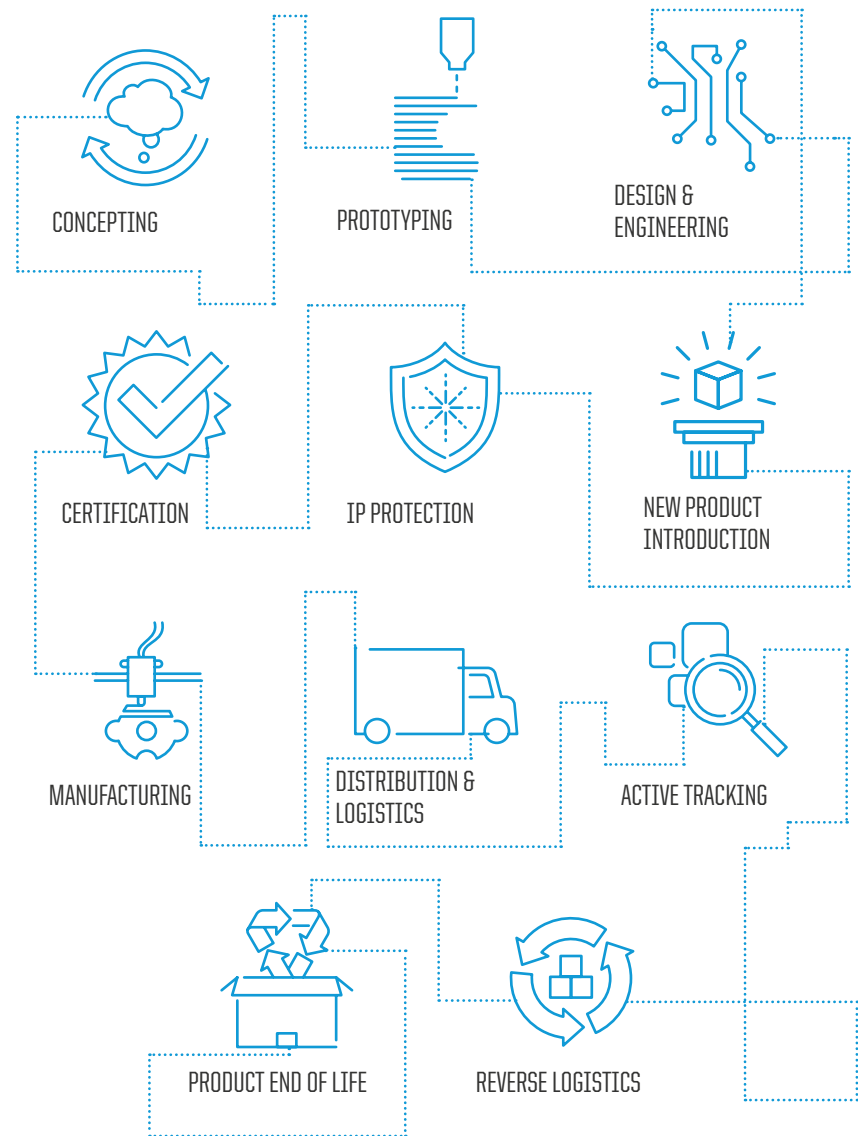 CONCEPTING
PROTOTYPING
DESIGN &
ENGINEERING
CERTIFICATION
IP PROTECTION
NEW PRODUCT
INTRODUCTION
MANUFACTURING
DISTRIBUTION &
LOGISTICS
ACTIVE TRACKING
PRODUCT END OF LIFE
REVERSE LOGISTICS